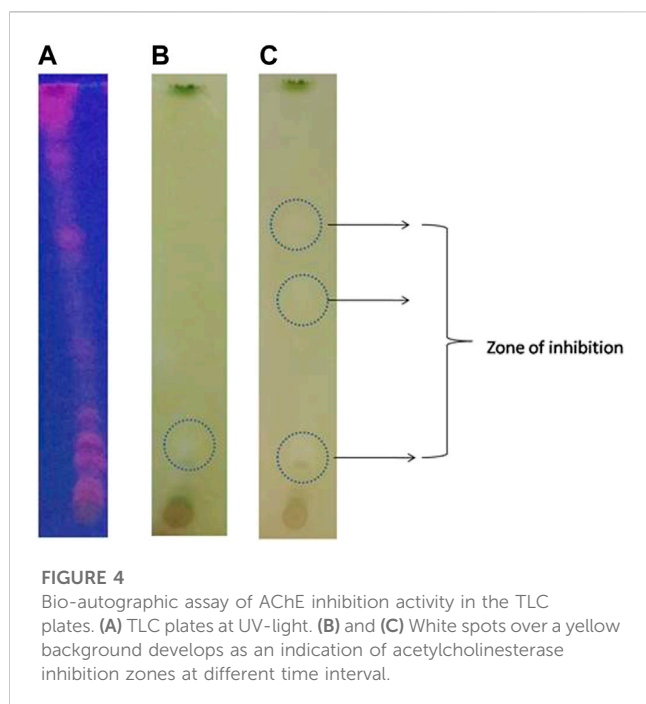 A B C
Zone of inhibition
FIGURE 4
Bio-autographic assay of AChE inhibition activity in the TLC
plates. (A) TLC plates at UV-light. (B) and (C) White spots over a yellow
background develops as an indication of acetylcholinesterase
inhibition zones at different time interval.